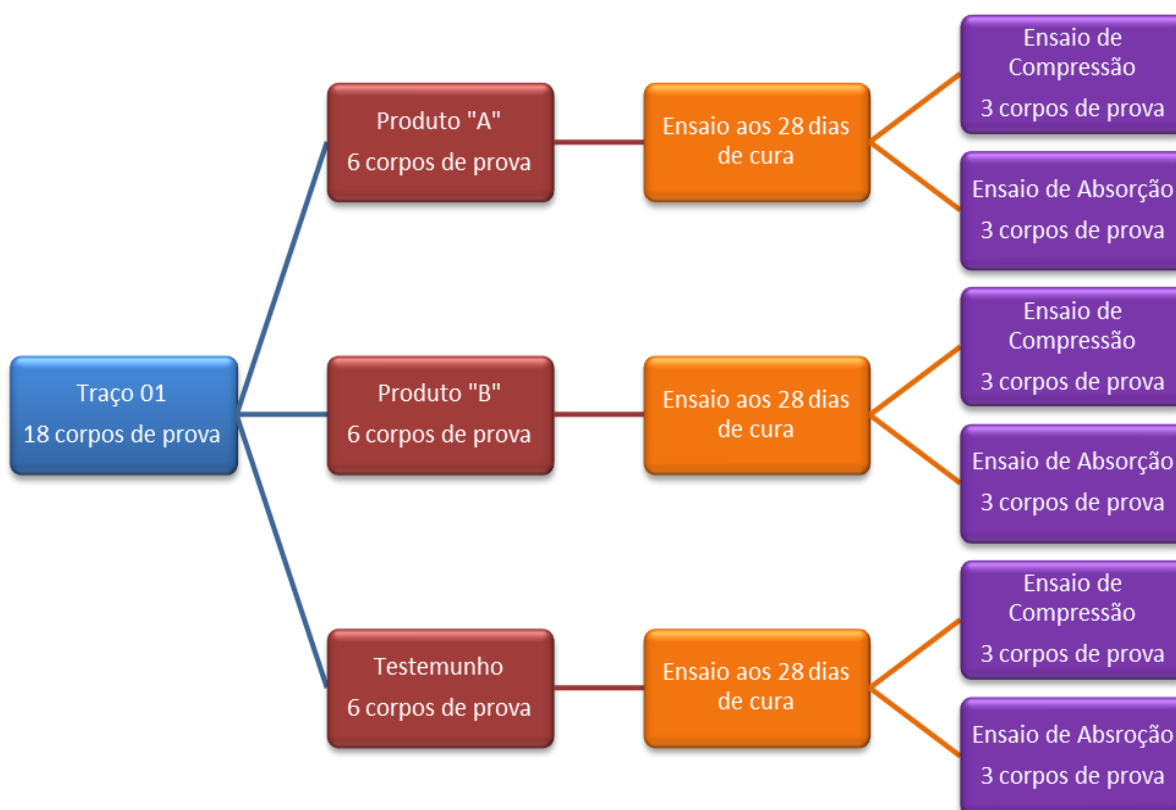 Ensaio de
Compressão
3 corpos de prova
Produto "A"
6 corpos de prova
Ensaio aos 28 dias
de cura
Ensaio de Absorção
3 corpos de prova
Ensaio de
Compressão
3 corpos de prova
Traço 01
18 corpos de prova
Produto "B"
6 corpos de prova
Ensaio aos 28 dias
de cura
Ensaio de Absorção
3 corpos de prova
Ensaio de
Compressão
3 corpos de prova
Testemunho
6 corpos de prova
Ensaio aos 28 dias
de cura
Ensaio de Absroção
3 corpos de prova